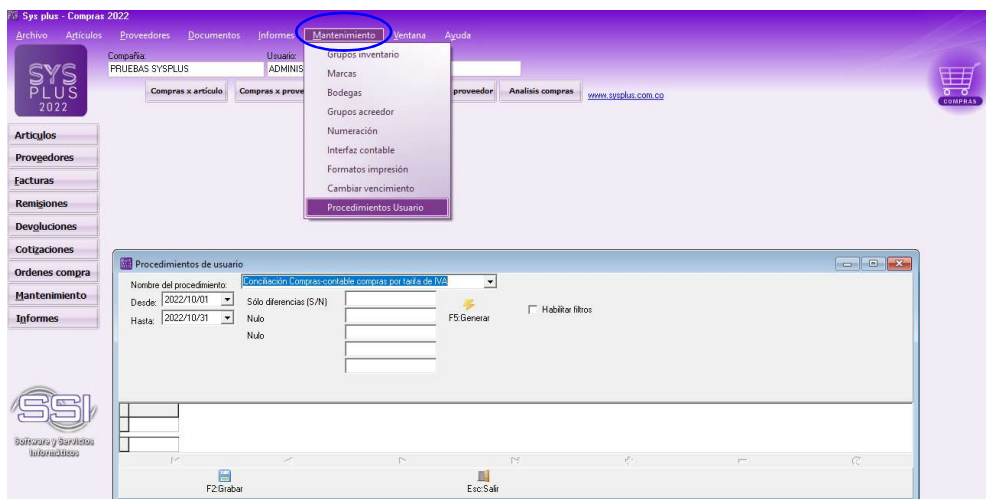 Sys plus - Compras 2022
Archivo Artículos Proveedores Documentos Informes Mantenimiento Ventana Ayuda
Compañia: Usuario:
PRUEBAS SYSPLUS ADMINIS
SYS
PLUS
2022
Compras x artículo Compras x prove proveedor Analisis compras www.sysplus.com.co
COMPRAS
Grupos inventario
Marcas
Bodegas
Grupos acreedor
Numeración
Interfaz contable
Formatos impresión
Cambiar vencimiento
Procedimientos Usuario
Articulos
Proveedores
Facturas
Remisiones
Devoluciones
Cotizaciones
Ordenes compra
Mantenimiento
Informes
SSI
Software y Servicios
Informáticos
Procedimientos de usuario
Nombre del procedimiento: Conciliación Compras-contable compras por tarifa de IVA
Desde: 2022/10/01 Sólo diferencias (S/N)
Hasta: 2022/10/31 Nulo
Nulo
F5:Generar
Habilitar filtros
F2:Grabar Esc:Salir